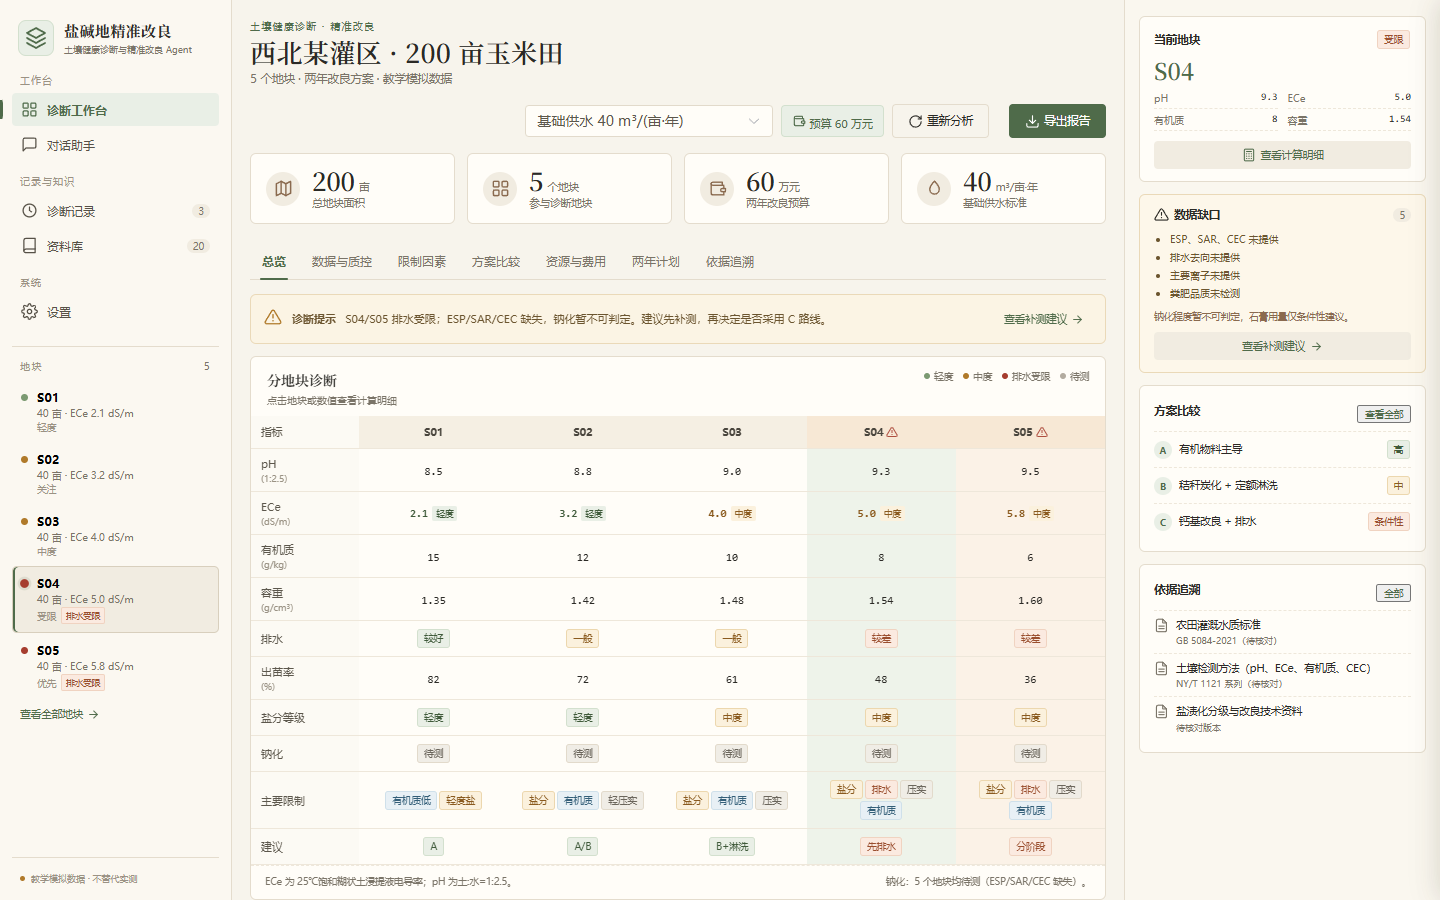 盐碱地精准改良
土壤健康诊断与精准改良 Agent
工作台
诊断工作台
对话助手
记录与知识
诊断记录 3
资料库 20
系统
设置
地块 5
S01
40 亩 · ECe 2.1 dS/m
轻度
S02
40 亩 · ECe 3.2 dS/m
关注
S03
40 亩 · ECe 4.0 dS/m
中度
S04
40 亩 · ECe 5.0 dS/m
受限 排水受限
S05
40 亩 · ECe 5.8 dS/m
优先 排水受限
查看全部地块 →
教学模拟数据 · 不替代实测
土壤健康诊断 · 精准改良
西北某灌区 · 200 亩玉米田
5 个地块 · 两年改良方案 · 教学模拟数据
基础供水 40 m³/(亩·年) 预算 60 万元 重新分析 导出报告
200 亩
总地块面积
5 个地块
参与诊断地块
60 万元
两年改良预算
40 m³/亩·年
基础供水标准
总览 数据与质控 限制因素 方案比较 资源与费用 两年计划 依据追溯
诊断提示 S04/S05 排水受限；ESP/SAR/CEC 缺失，钠化暂不可判定。建议先补测，再决定是否采用 C 路线。 查看补测建议 →
分地块诊断
点击地块或数值查看计算明细
轻度 中度 排水受限 待测
指标 S01 S02 S03 S04 S05
pH (1:2.5) 8.5 8.8 9.0 9.3 9.5
ECe (dS/m) 2.1 轻度 3.2 轻度 4.0 中度 5.0 中度 5.8 中度
有机质 (g/kg) 15 12 10 8 6
容重 (g/cm³) 1.35 1.42 1.48 1.54 1.60
排水 较好 一般 一般 较差 较差
出苗率 (%) 82 72 61 48 36
盐分等级 轻度 轻度 中度 中度 中度
钠化 待测 待测 待测 待测 待测
主要限制 有机质低 轻度盐 盐分 有机质 轻压实 盐分 有机质 压实 盐分 排水 压实 有机质 盐分 排水 压实 有机质
建议 A A/B B+淋洗 先排水 分阶段
ECe 为 25℃饱和糊状土浸提液电导率；pH 为土:水=1:2.5。 钠化：5 个地块均待测（ESP/SAR/CEC 缺失）。
当前地块 受限
S04
pH 9.3 ECe 5.0
有机质 8 容重 1.54
查看计算明细
数据缺口 5
ESP、SAR、CEC 未提供
排水去向未提供
主要离子未提供
粪肥品质未检测
钠化程度暂不可判定，石膏用量仅条件性建议。
查看补测建议 →
方案比较 查看全部
A 有机物料主导 高
B 秸秆炭化 + 定额淋洗 中
C 钙基改良 + 排水 条件性
依据追溯 全部
农田灌溉水质标准
GB 5084-2021（待核对）
土壤检测方法（pH、ECe、有机质、CEC）
NY/T 1121 系列（待核对）
盐渍化分级与改良技术资料
待核对版本